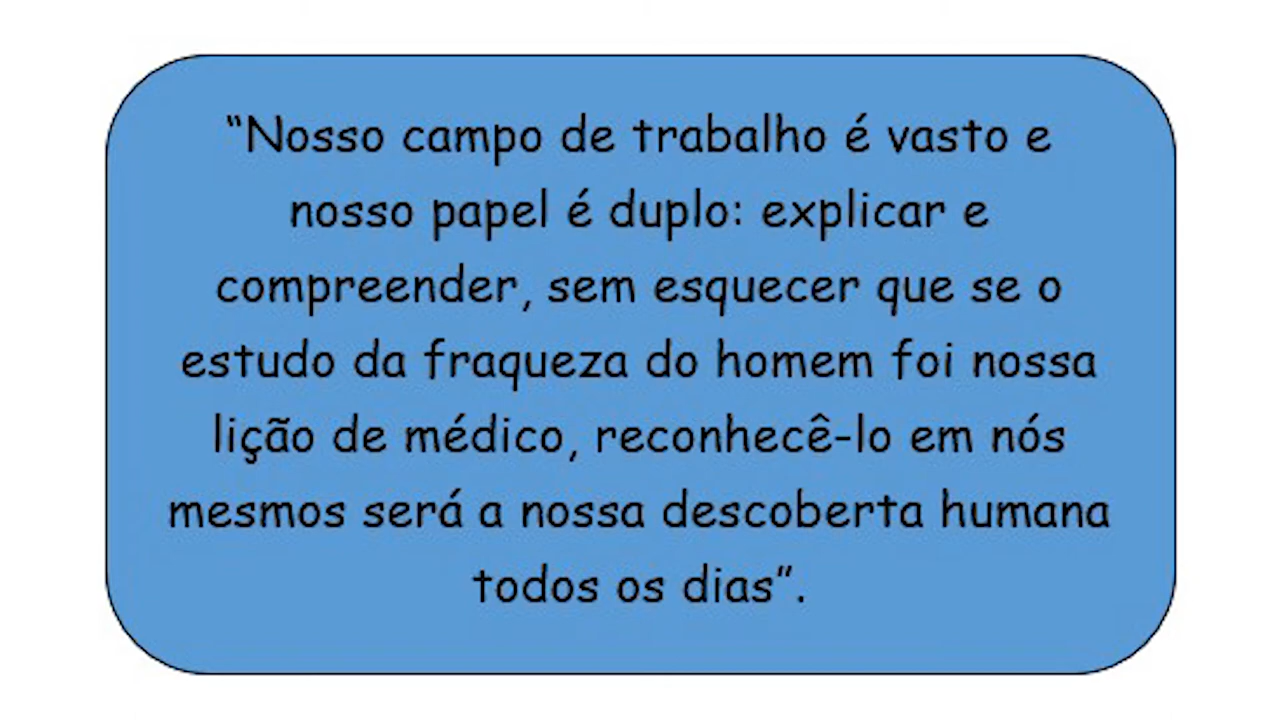 “Nosso campo de trabalho é vasto e
nosso papel é duplo: explicar e
compreender, sem esquecer que se o
estudo da fraqueza do homem foi nossa
lição de médico, reconhecê-lo em nós
mesmos será a nossa descoberta humana
todos os dias”.